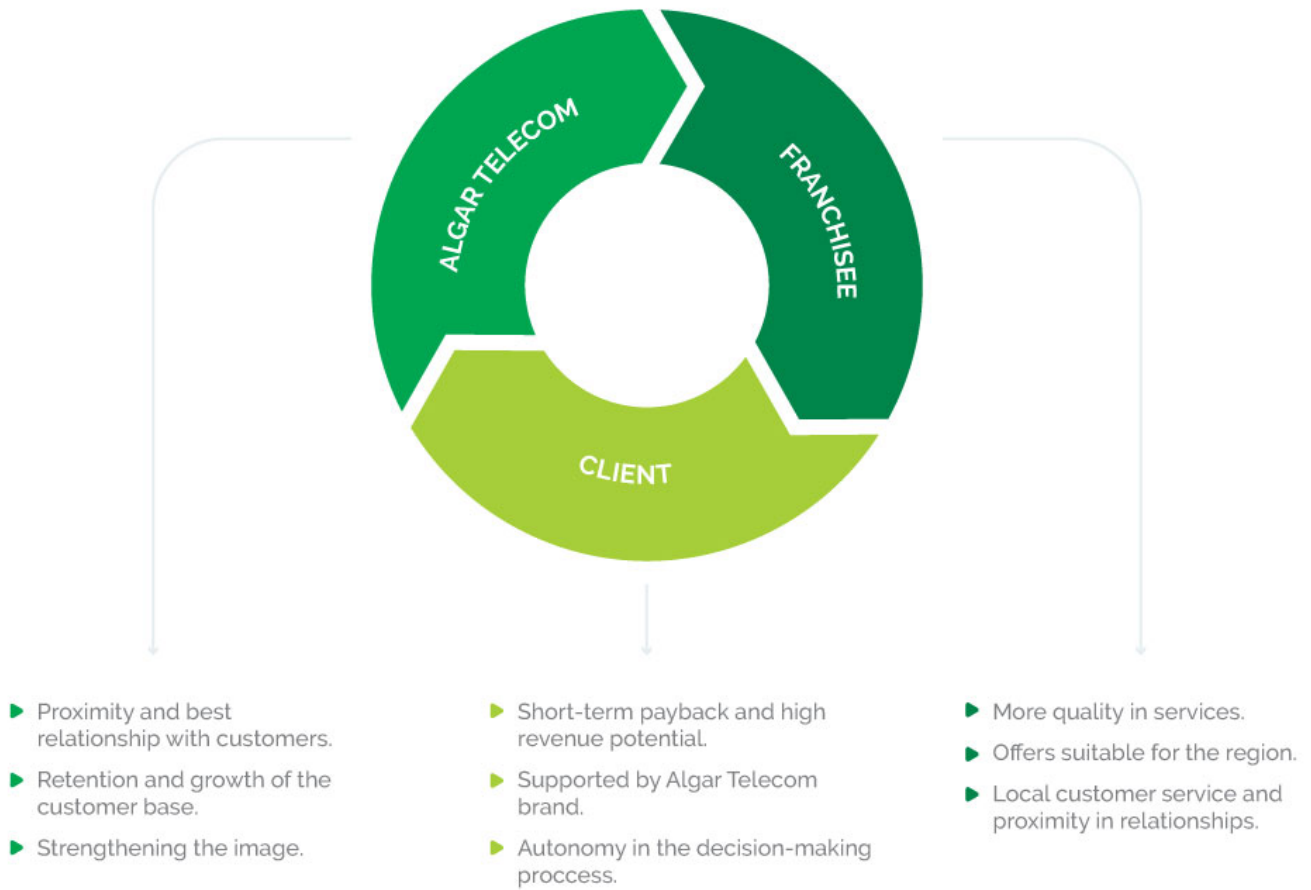 ALGAR TELECOM
FRANCHISEE
CLIENT
Proximity and best
relationship with customers.
Retention and growth of the
customer base.
Strengthening the image.
Short-term payback and high
revenue potential.
Supported by Algar Telecom
brand.
Autonomy in the decision-making
proccess.
More quality in services.
Offers suitable for the region.
Local customer service and
proximity in relationships.